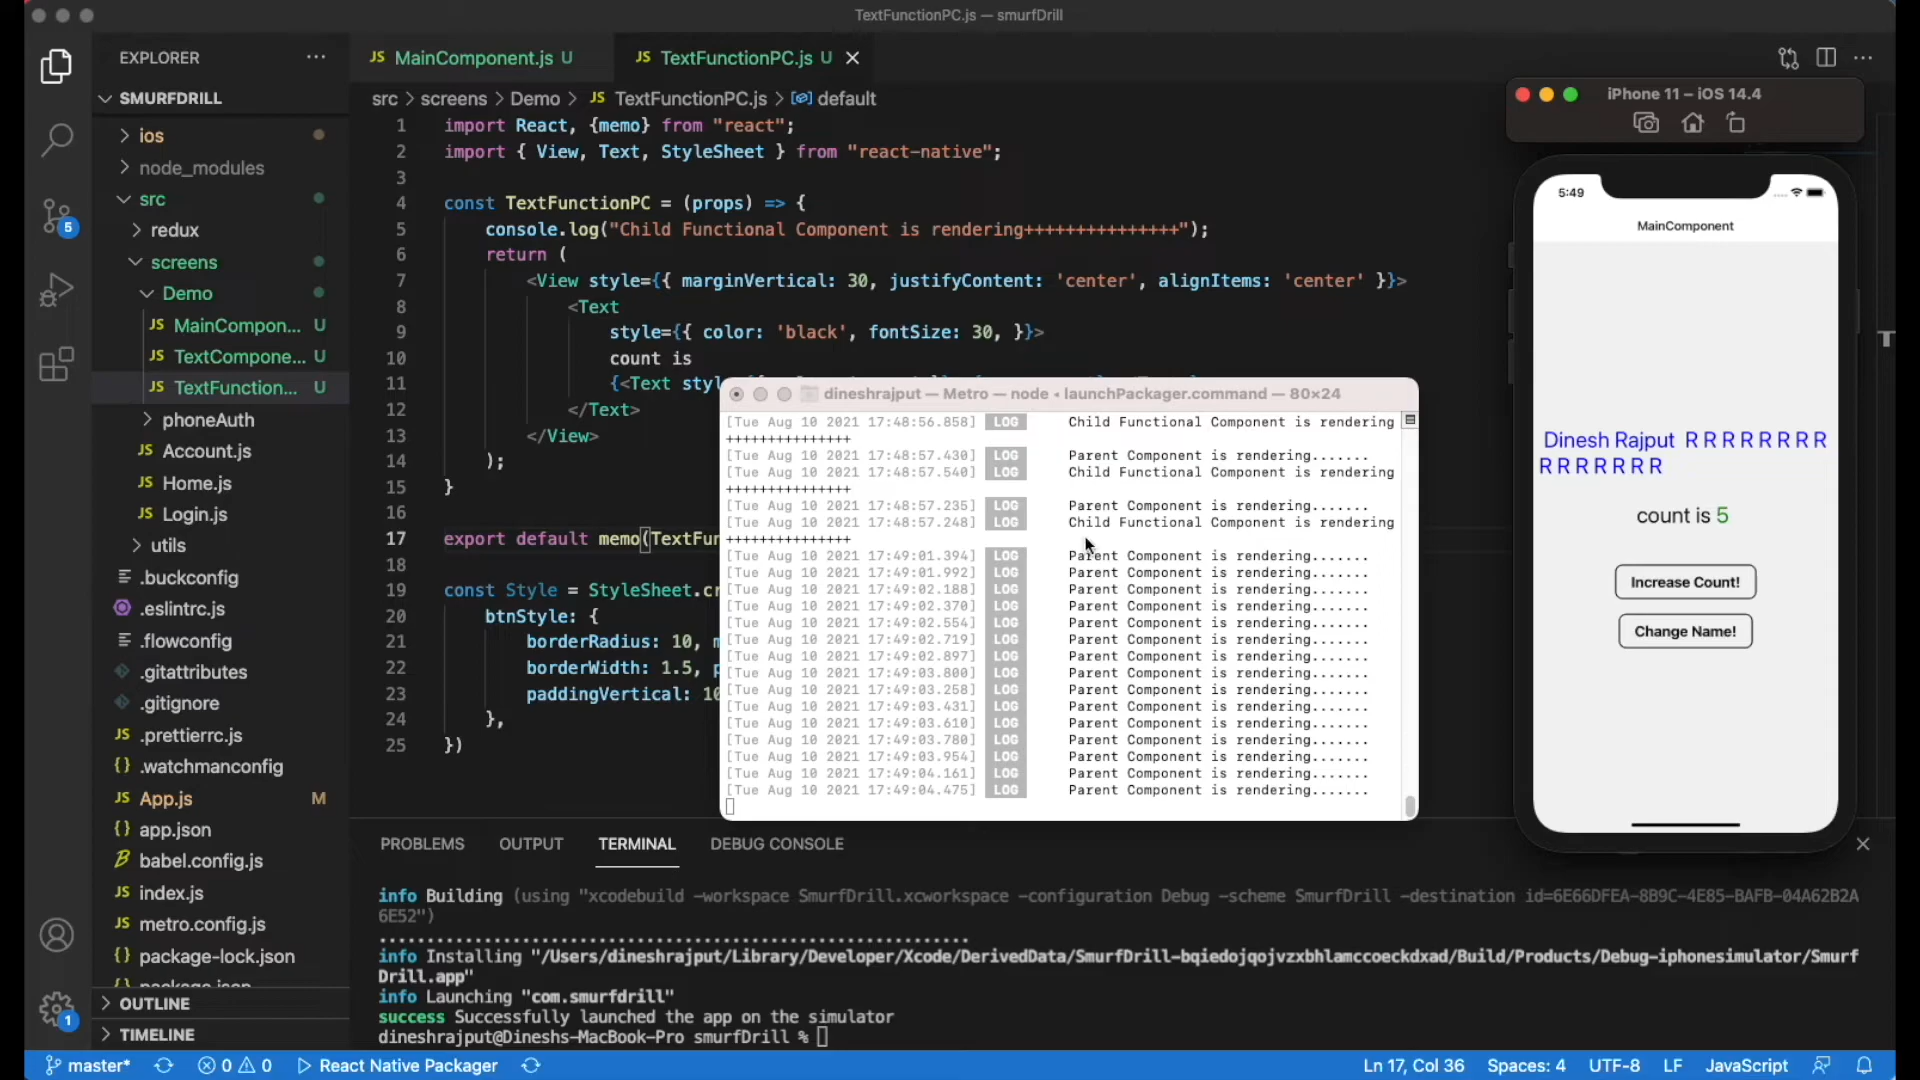 TextFunctionPC.js — smurfDrill
EXPLORER
SMURFDRILL
ios
node_modules
src
redux
screens
Demo
JS MainCompon... U
JS TextCompone... U
JS TextFunction... U
phoneAuth
JS Account.js
JS Home.js
JS Login.js
utils
.buckconfig
.eslintrc.js
.flowconfig
.gitattributes
.gitignore
JS .prettierrc.js
{} .watchmanconfig
JS App.js M
{} app.json
babel.config.js
JS index.js
JS metro.config.js
{} package-lock.json
OUTLINE
TIMELINE
5
1
JS MainComponent.js U
JS TextFunctionPC.js U
src > screens > Demo > JS TextFunctionPC.js > default
1 import React, {memo} from "react";
2 import { View, Text, StyleSheet } from "react-native";
3
4 const TextFunctionPC = (props) => {
5 console.log("Child Functional Component is rendering+++++++++++++++");
6 return (
7 <View style={{ marginVertical: 30, justifyContent: 'center', alignItems: 'center' }}>
8 <Text
9 style={{ color: 'black', fontSize: 30, }}>
10 count is
11 {<Text style
12 </Text>
13 </View>
14 );
15 }
16
17 export default memo(TextFun
18
19 const Style = StyleSheet.cr
20 btnStyle: {
21 borderRadius: 10, m
22 borderWidth: 1.5, p
23 paddingVertical: 10
24 },
25 })
dineshrajput — Metro — node ◂ launchPackager.command — 80×24
[Tue Aug 10 2021 17:48:56.858] LOG Child Functional Component is rendering
+++++++++++++++
[Tue Aug 10 2021 17:48:57.430] LOG Parent Component is rendering.......
[Tue Aug 10 2021 17:48:57.540] LOG Child Functional Component is rendering
+++++++++++++++
[Tue Aug 10 2021 17:48:57.235] LOG Parent Component is rendering.......
[Tue Aug 10 2021 17:48:57.248] LOG Child Functional Component is rendering
+++++++++++++++
[Tue Aug 10 2021 17:49:01.394] LOG Parent Component is rendering.......
[Tue Aug 10 2021 17:49:01.992] LOG Parent Component is rendering.......
[Tue Aug 10 2021 17:49:02.188] LOG Parent Component is rendering.......
[Tue Aug 10 2021 17:49:02.370] LOG Parent Component is rendering.......
[Tue Aug 10 2021 17:49:02.554] LOG Parent Component is rendering.......
[Tue Aug 10 2021 17:49:02.719] LOG Parent Component is rendering.......
[Tue Aug 10 2021 17:49:02.897] LOG Parent Component is rendering.......
[Tue Aug 10 2021 17:49:03.800] LOG Parent Component is rendering.......
[Tue Aug 10 2021 17:49:03.258] LOG Parent Component is rendering.......
[Tue Aug 10 2021 17:49:03.431] LOG Parent Component is rendering.......
[Tue Aug 10 2021 17:49:03.610] LOG Parent Component is rendering.......
[Tue Aug 10 2021 17:49:03.780] LOG Parent Component is rendering.......
[Tue Aug 10 2021 17:49:03.954] LOG Parent Component is rendering.......
[Tue Aug 10 2021 17:49:04.161] LOG Parent Component is rendering.......
[Tue Aug 10 2021 17:49:04.475] LOG Parent Component is rendering.......
iPhone 11 – iOS 14.4
5:49
MainComponent
Dinesh Rajput R R R R R R R R
R R R R R R R
count is 5
Increase Count!
Change Name!
PROBLEMS OUTPUT TERMINAL DEBUG CONSOLE
info Building (using "xcodebuild -workspace SmurfDrill.xcworkspace -configuration Debug -scheme SmurfDrill -destination id=6E66DFEA-8B9C-4E85-BAFB-04A62B2A
6E52")
info Installing "/Users/dineshrajput/Library/Developer/Xcode/DerivedData/SmurfDrill-bqiedojqojvzxbhlamccoeckdxad/Build/Products/Debug-iphonesimulator/Smurf
Drill.app"
info Launching "com.smurfdrill"
success Successfully launched the app on the simulator
dineshrajput@Dineshs-MacBook-Pro smurfDrill %
master* 0 0 React Native Packager Ln 17, Col 36 Spaces: 4 UTF-8 LF JavaScript